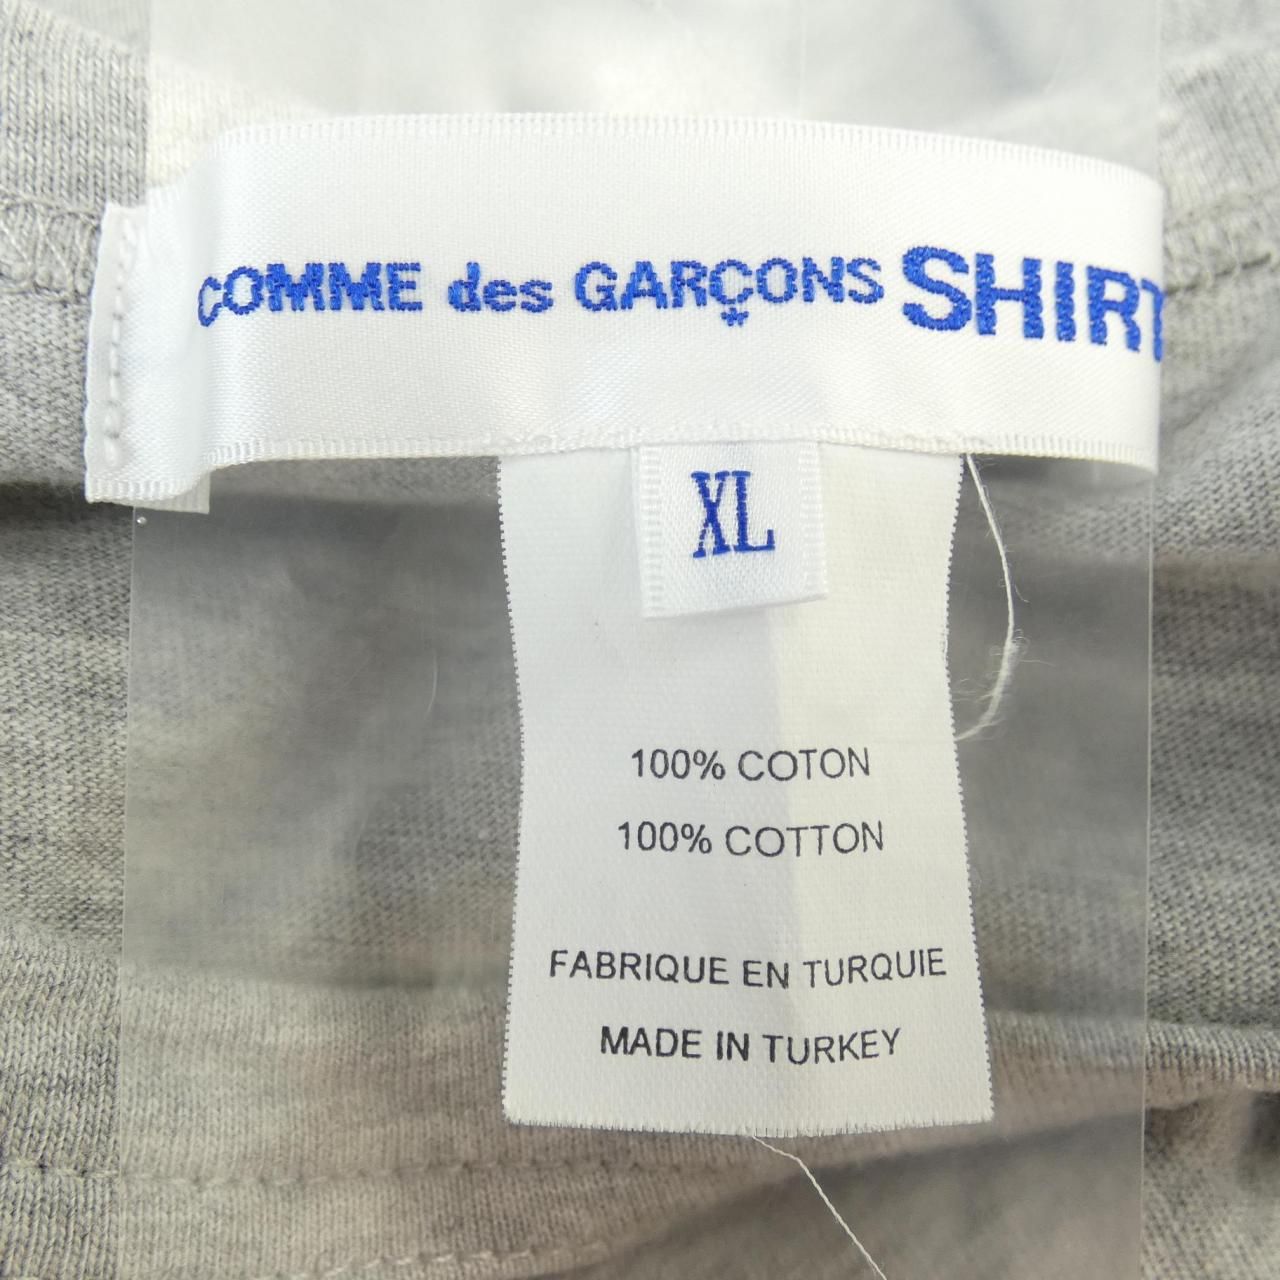 COMME des GARÇONS SHIRT
XL
100% COTON
100% COTTON
FABRIQUE EN TURQUIE
MADE IN TURKEY